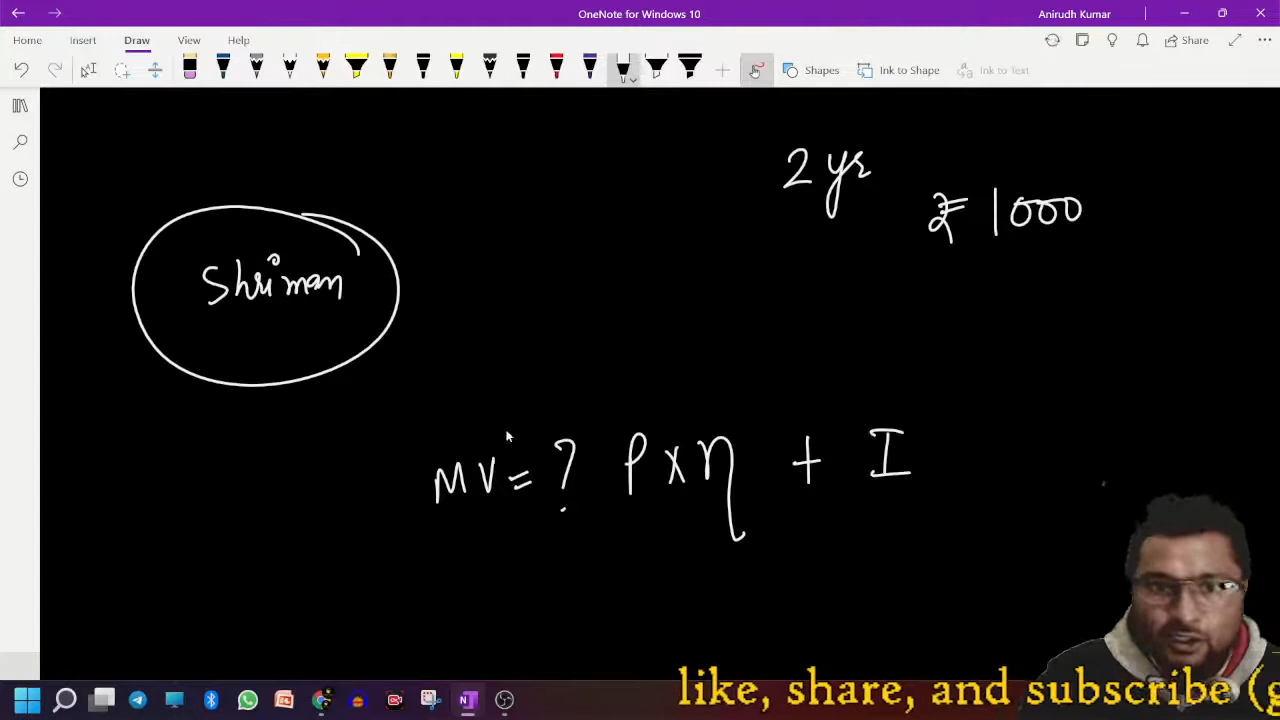 OneNote for Windows 10
Anirudh Kumar
Home Insert Draw View Help
Share
Shapes Ink to Shape Ink to Text
2 yr
₹ 1000
Shriman
MV = ? P x n + I
like, share, and subscribe (g